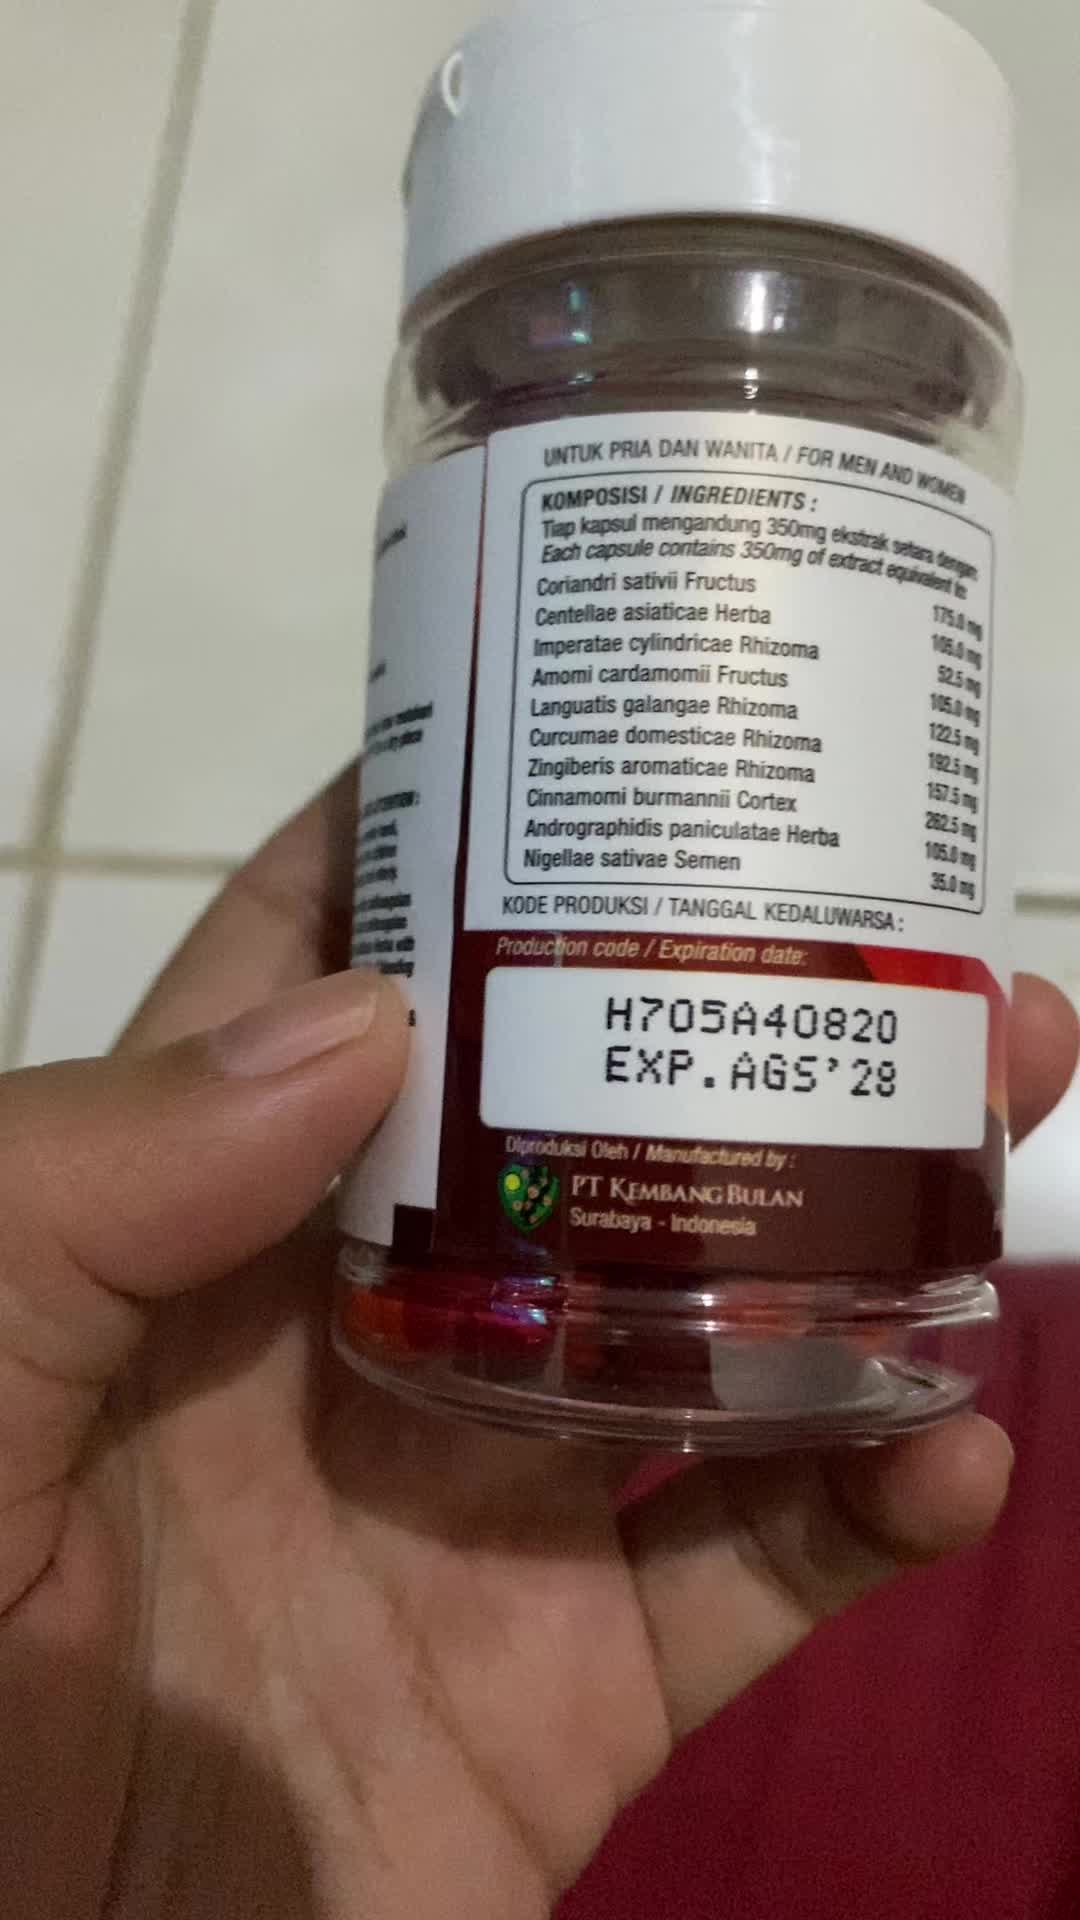 UNTUK PRIA DAN WANITA / FOR MEN AND WOMEN
KOMPOSISI / INGREDIENTS :
Tiap kapsul mengandung 350mg ekstrak setara dengan
Each capsule contains 350mg of extract equivalent to:
Coriandri sativii Fructus 175.0 mg
Centellae asiaticae Herba 105.0 mg
Imperatae cylindricae Rhizoma 52.5 mg
Amomi cardamomii Fructus 105.0 mg
Languatis galangae Rhizoma 122.5 mg
Curcumae domesticae Rhizoma 192.5 mg
Zingiberis aromaticae Rhizoma 157.5 mg
Cinnamomi burmannii Cortex 262.5 mg
Andrographidis paniculatae Herba 105.0 mg
Nigellae sativae Semen 35.0 mg
KODE PRODUKSI / TANGGAL KEDALUWARSA :
Production code / Expiration date:
H705A40820
EXP. AGS'28
Diproduksi Oleh / Manufactured by :
PT KEMBANG BULAN
Surabaya - Indonesia